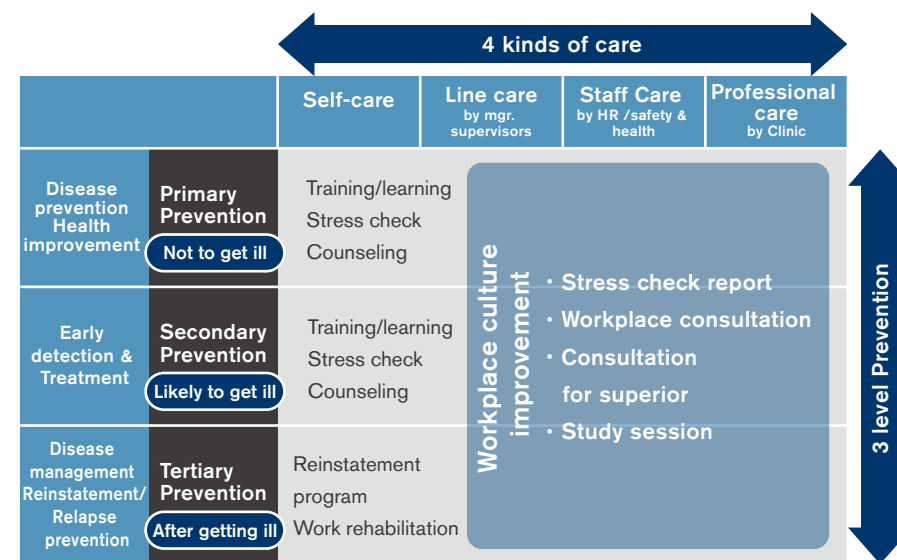 4 kinds of care
Self-care
Line care
by mgr.
supervisors
Staff Care
by HR /safety &
health
Professional
care
by Clinic
Disease
prevention
Health
improvement
Primary
Prevention
Not to get ill
Training/learning
Stress check
Counseling
Early
detection &
Treatment
Secondary
Prevention
Likely to get ill
Training/learning
Stress check
Counseling
Disease
management
Reinstatement/
Relapse
prevention
Tertiary
Prevention
After getting ill
Reinstatement
program
Work rehabilitation
Workplace culture
improvement
・Stress check report
・Workplace consultation
・Consultation
for superior
・Study session
3 level Prevention